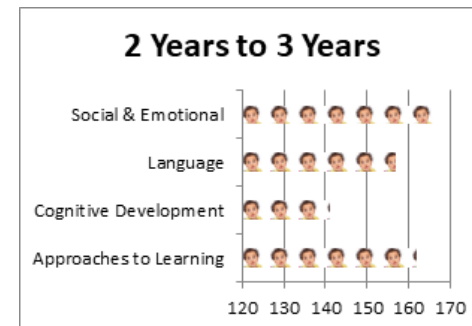 2 Years to 3 Years
Social & Emotional
Language
Cognitive Development
Approaches to Learning
120 130 140 150 160 170